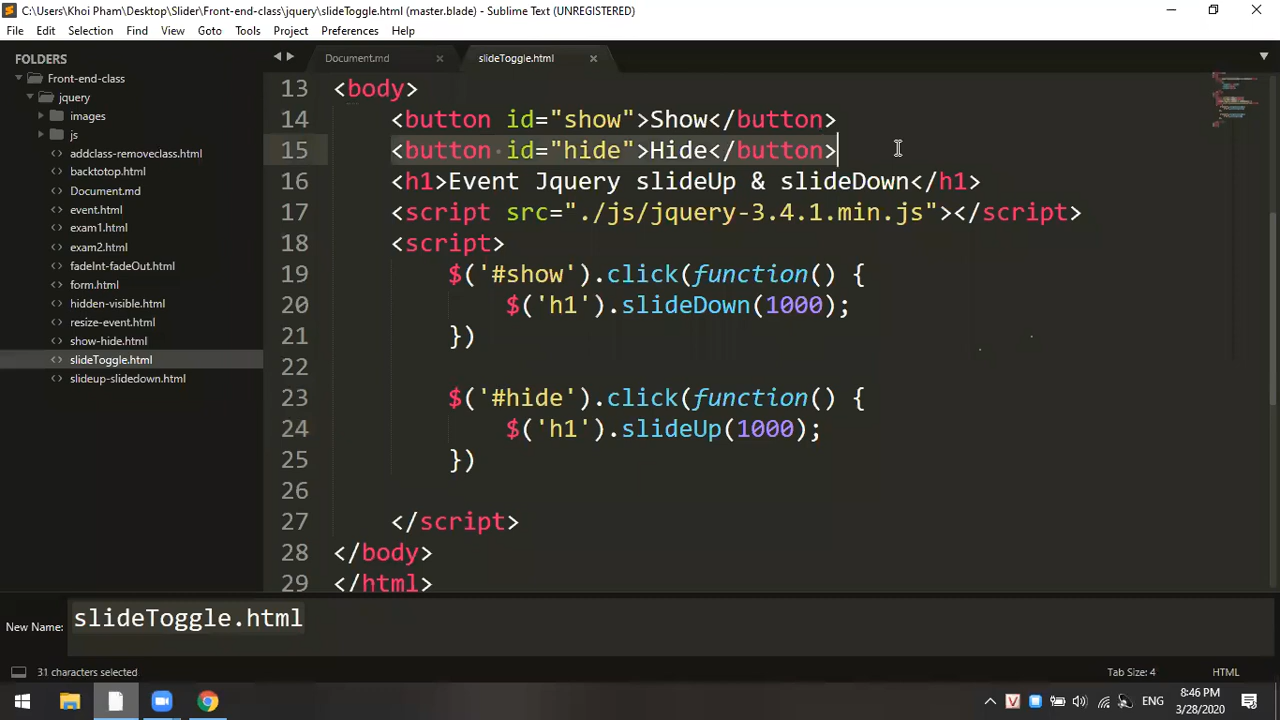 C:\Users\Khoi Pham\Desktop\Slider\Front-end-class\jquery\slideToggle.html (master.blade) - Sublime Text (UNREGISTERED)
File Edit Selection Find View Goto Tools Project Preferences Help
FOLDERS
Front-end-class
jquery
images
js
addclass-removeclass.html
backtotop.html
Document.md
event.html
exam1.html
exam2.html
fadeInt-fadeOut.html
form.html
hidden-visible.html
resize-event.html
show-hide.html
slideToggle.html
slideup-slidedown.html
Document.md slideToggle.html
13 <body>
14 <button id="show">Show</button>
15 <button id="hide">Hide</button>
16 <h1>Event Jquery slideUp & slideDown</h1>
17 <script src="./js/jquery-3.4.1.min.js"></script>
18 <script>
19 $('#show').click(function() {
20 $('h1').slideDown(1000);
21 })
22
23 $('#hide').click(function() {
24 $('h1').slideUp(1000);
25 })
26
27 </script>
28 </body>
29 </html>
New Name: slideToggle.html
31 characters selected Tab Size: 4 HTML
ENG
8:46 PM
3/28/2020